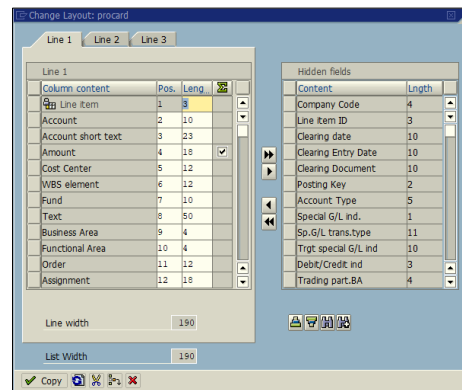 Change Layout: procard
Line 1 Line 2 Line 3
Line 1
Column content Pos. Leng..
Line item 1 3
Account 2 10
Account short text 3 23
Amount 4 18
Cost Center 5 12
WBS element 6 12
Fund 7 10
Text 8 50
Business Area 9 4
Functional Area 10 4
Order 11 12
Assignment 12 18
Line width 190
List Width 190
Hidden fields
Content Lngth
Company Code 4
Line item ID 3
Clearing date 10
Clearing Entry Date 10
Clearing Document 10
Posting Key 2
Account Type 5
Special G/L ind. 1
Sp.G/L trans.type 11
Trgt special G/L ind 10
Debit/Credit ind 3
Trading part.BA 4
Copy